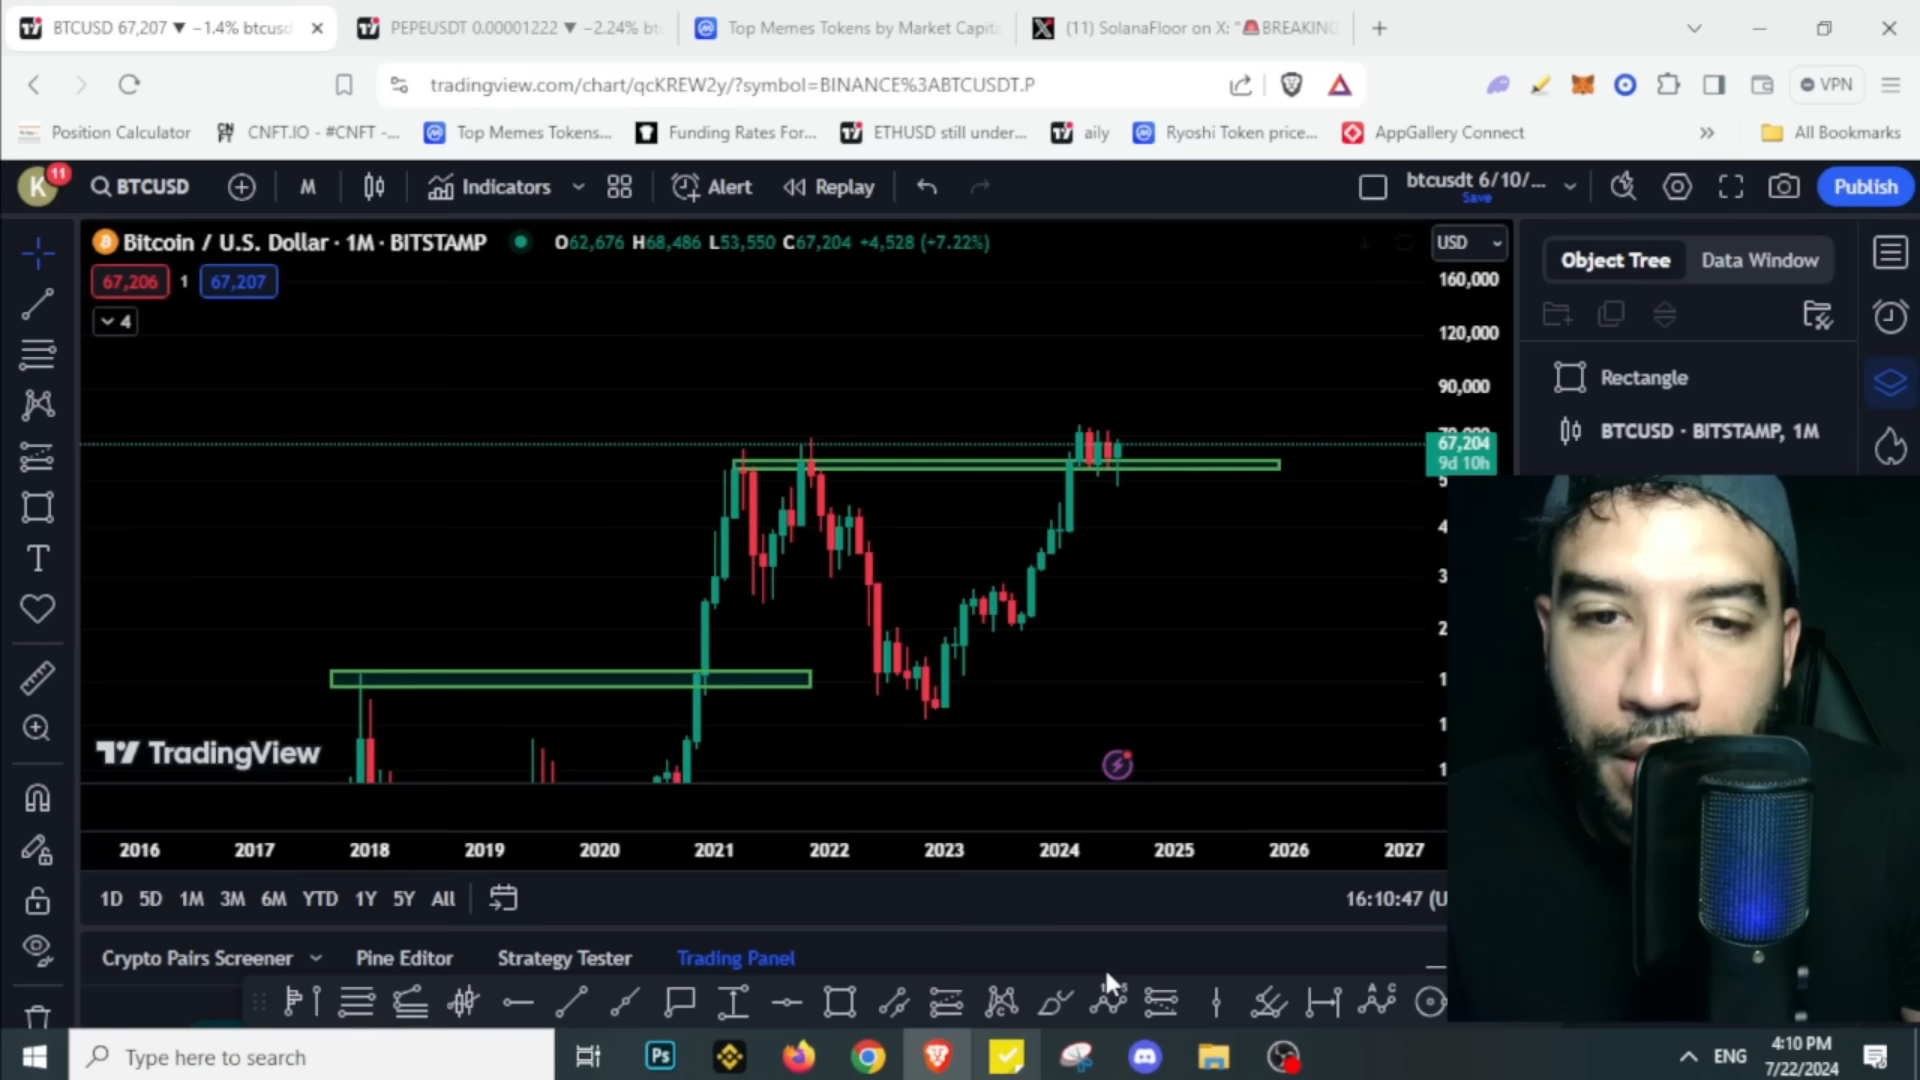 BTCUSD 67,207 ▼ −1.4% btcusd
PEPEUSDT 0.00001222 ▼ −2.24% bt
Top Memes Tokens by Market Capit
(11) SolanaFloor on X: "🚨BREAKING
tradingview.com/chart/qcKREW2y/?symbol=BINANCE%3ABTCUSDT.P
VPN
Position Calculator
CNFT.IO - #CNFT -...
Top Memes Tokens...
Funding Rates For...
ETHUSD still under...
aily
Ryoshi Token price...
AppGallery Connect
All Bookmarks
K
11
BTCUSD
M
Indicators
Alert
Replay
btcusdt 6/10/...
Save
Publish
Bitcoin / U.S. Dollar · 1M · BITSTAMP
O62,676 H68,486 L53,550 C67,204 +4,528 (+7.22%)
USD
67,206
1
67,207
4
160,000
120,000
90,000
67,204
9d 10h
Object Tree
Data Window
Rectangle
BTCUSD · BITSTAMP, 1M
TradingView
2016 2017 2018 2019 2020 2021 2022 2023 2024 2025 2026 2027
1D 5D 1M 3M 6M YTD 1Y 5Y All
16:10:47 (U
Crypto Pairs Screener
Pine Editor
Strategy Tester
Trading Panel
Type here to search
Ps
ENG
4:10 PM
7/22/2024